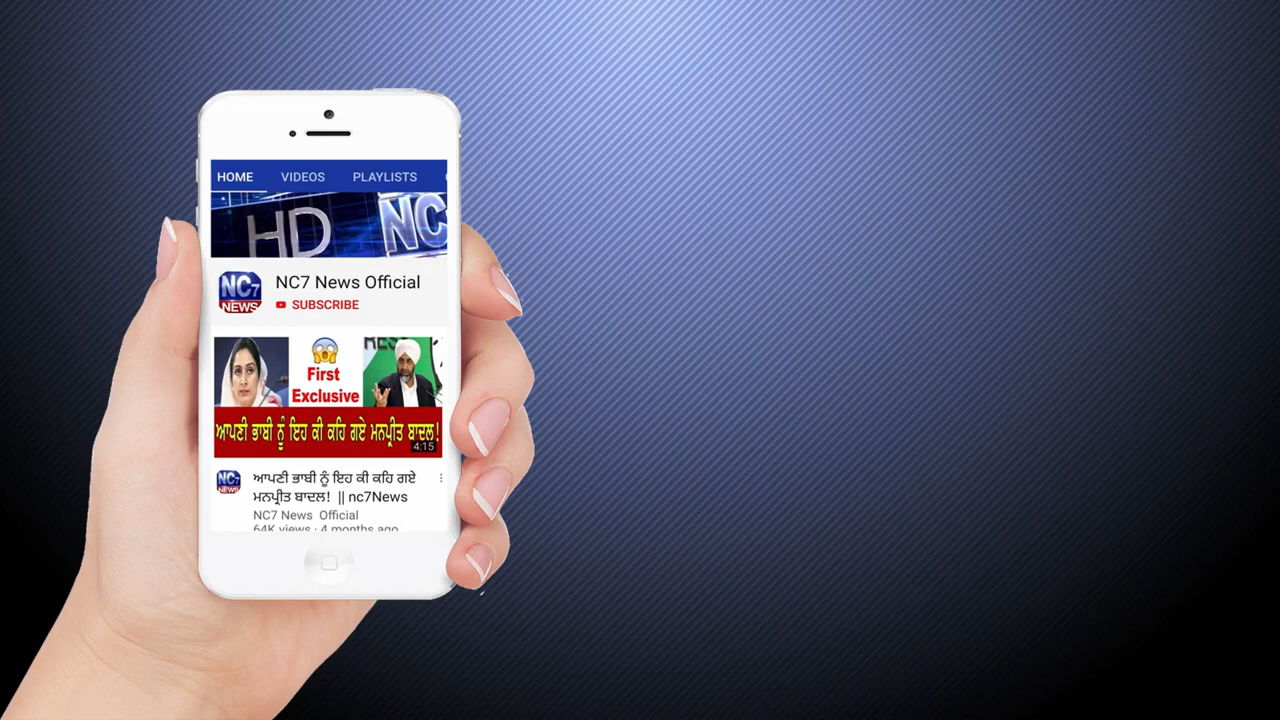 HOME VIDEOS PLAYLISTS
HD NC
NC7 News Official
SUBSCRIBE
NC7
NEWS
First
Exclusive
ਆਪਣੀ ਭਾਬੀ ਨੂੰ ਇਹ ਕੀ ਕਹਿ ਗਏ ਮਨਪ੍ਰੀਤ ਬਾਦਲ!
4:15
NC7
NEWS
ਆਪਣੀ ਭਾਬੀ ਨੂੰ ਇਹ ਕੀ ਕਹਿ ਗਏ
ਮਨਪ੍ਰੀਤ ਬਾਦਲ! || nc7News
NC7 News Official
64K views · 4 months ago